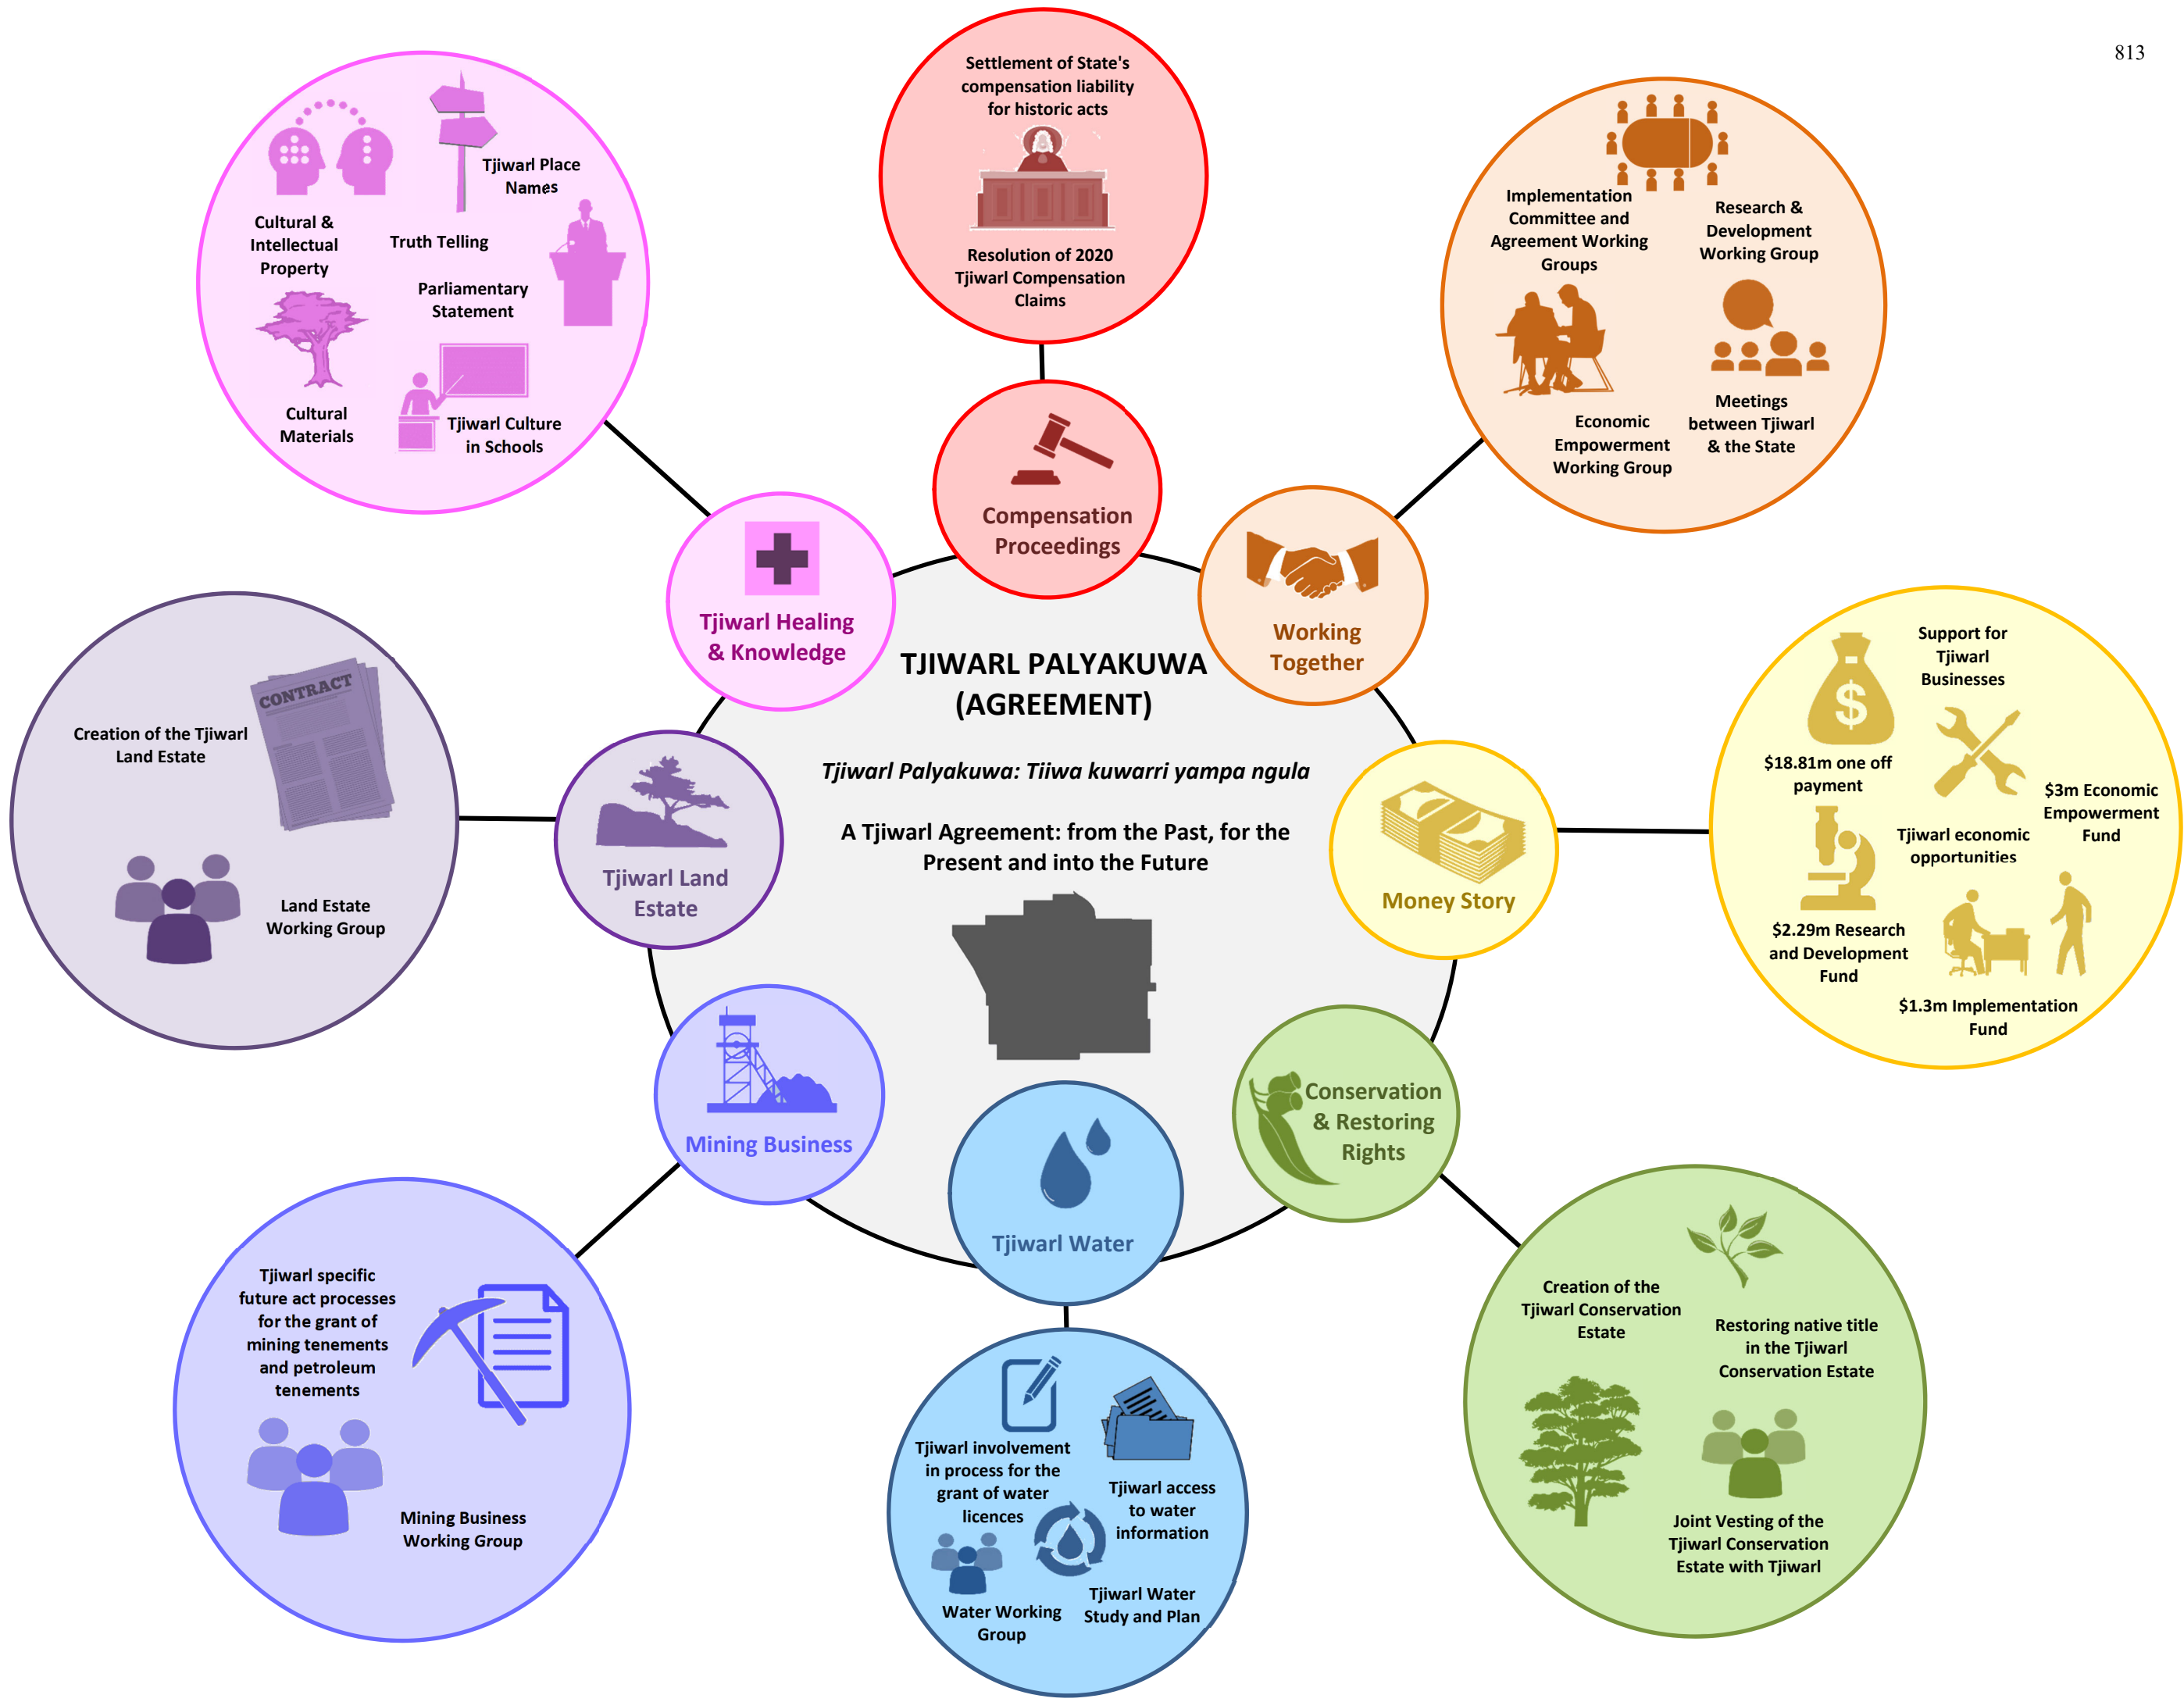 813
Settlement of State's
compensation liability
for historic acts
Resolution of 2020
Tjiwarl Compensation
Claims
Compensation
Proceedings
Implementation
Committee and
Agreement Working
Groups
Research &
Development
Working Group
Economic
Empowerment
Working Group
Meetings
between Tjiwarl
& the State
Working
Together
Support for
Tjiwarl
Businesses
$18.81m one off
payment
$3m Economic
Empowerment
Fund
Tjiwarl economic
opportunities
$2.29m Research
and Development
Fund
$1.3m Implementation
Fund
$
Money Story
Creation of the
Tjiwarl Conservation
Estate
Restoring native title
in the Tjiwarl
Conservation Estate
Joint Vesting of the
Tjiwarl Conservation
Estate with Tjiwarl
Conservation
& Restoring
Rights
Tjiwarl Water
Tjiwarl involvement
in process for the
grant of water
licences
Tjiwarl access
to water
information
Water Working
Group
Tjiwarl Water
Study and Plan
Mining Business
Tjiwarl specific
future act processes
for the grant of
mining tenements
and petroleum
tenements
Mining Business
Working Group
Tjiwarl Land
Estate
Creation of the Tjiwarl
Land Estate
CONTRACT
Land Estate
Working Group
Tjiwarl Healing
& Knowledge
Tjiwarl Place
Names
Cultural &
Intellectual
Property
Truth Telling
Parliamentary
Statement
Cultural
Materials
Tjiwarl Culture
in Schools
TJIWARL PALYAKUWA
(AGREEMENT)
Tjiwarl Palyakuwa: Tiiwa kuwarri yampa ngula
A Tjiwarl Agreement: from the Past, for the
Present and into the Future